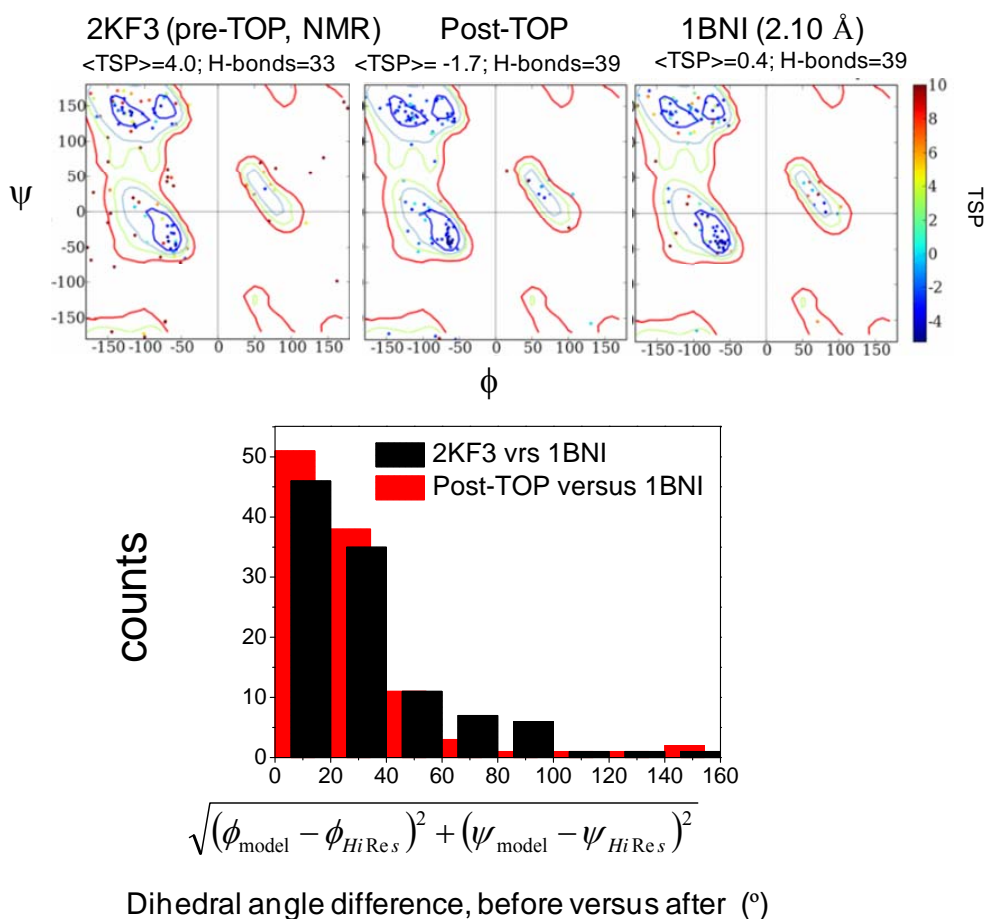 2KF3 (pre-TOP, NMR) Post-TOP 1BNI (2.10 Å)
<TSP>=4.0; H-bonds=33 <TSP>= -1.7; H-bonds=39 <TSP>=0.4; H-bonds=39
ψ
150
100
50
0
-50
-100
-150
-150 -100 -50 0 50 100 150 -150 -100 -50 0 50 100 150 -150 -100 -50 0 50 100 150
ϕ
10
8
6
4
2
0
-2
-4
TSP
counts
50
40
30
20
10
0
2KF3 vrs 1BNI
Post-TOP versus 1BNI
0 20 40 60 80 100 120 140 160
√(ϕmodel − ϕHiRes)² + (ψmodel − ψHiRes)²
Dihedral angle difference, before versus after (º)